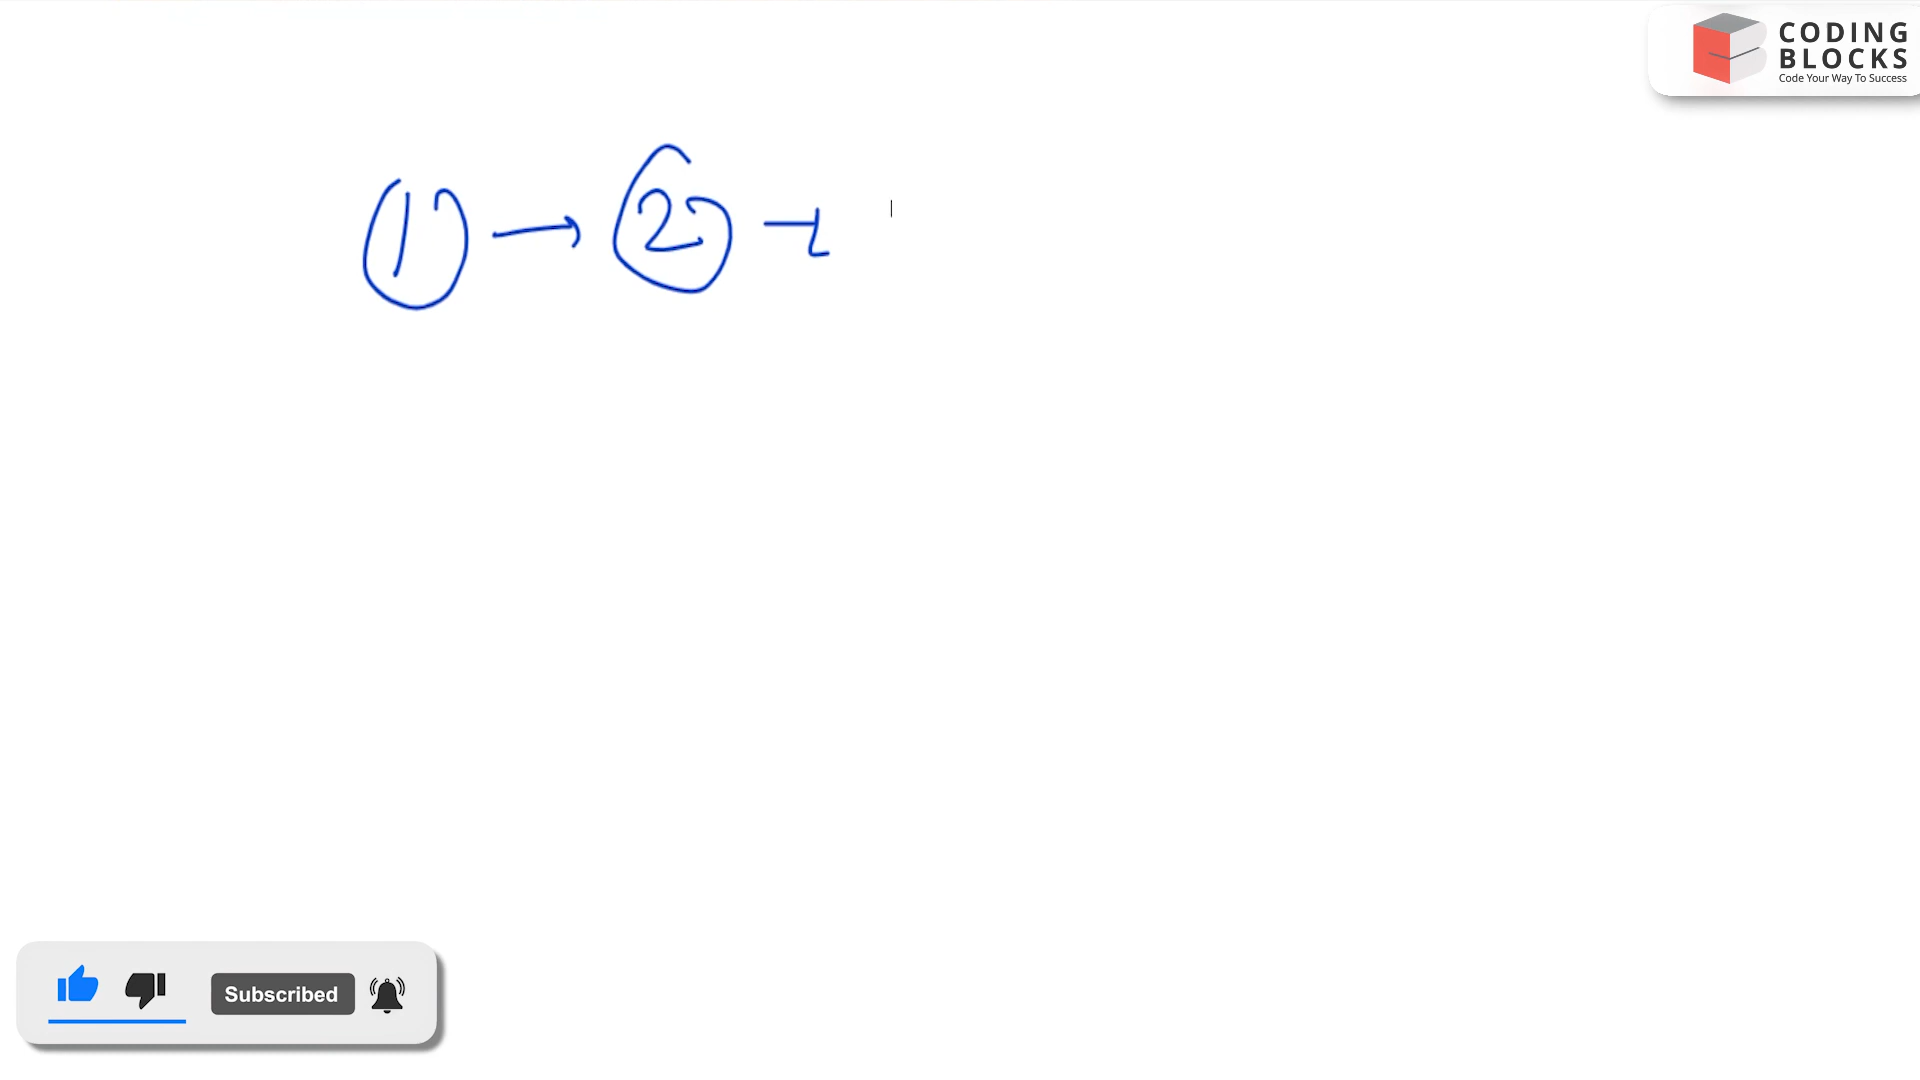 CODING
BLOCKS
Code Your Way To Success
1 → 2
Subscribed